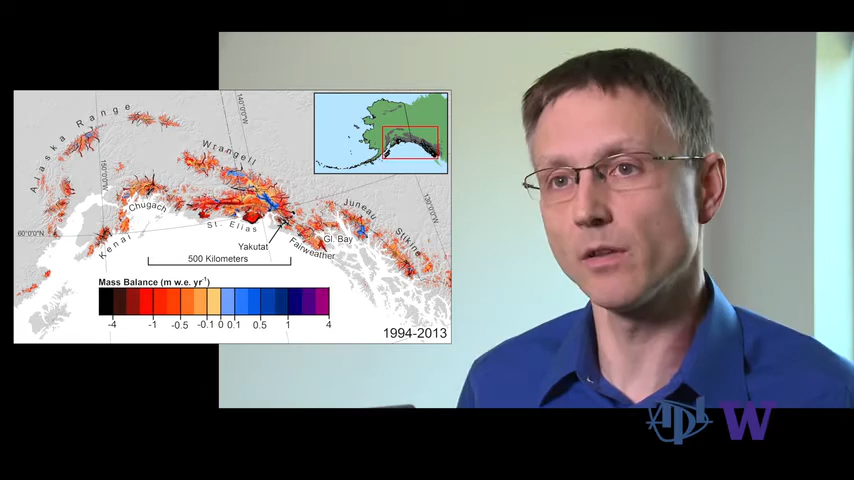 Alaska Range
140°0'0"W
Wrangell
150°0'0"W
130°0'0"W
Chugach
Juneau
Stikine
60°0'0"N
Kenai
St. Elias
Gl. Bay
Yakutat
Fairweather
500 Kilometers
Mass Balance (m w.e. yr-1)
-4 -1 -0.5 -0.1 0 0.1 0.5 1 4
1994-2013
APL W